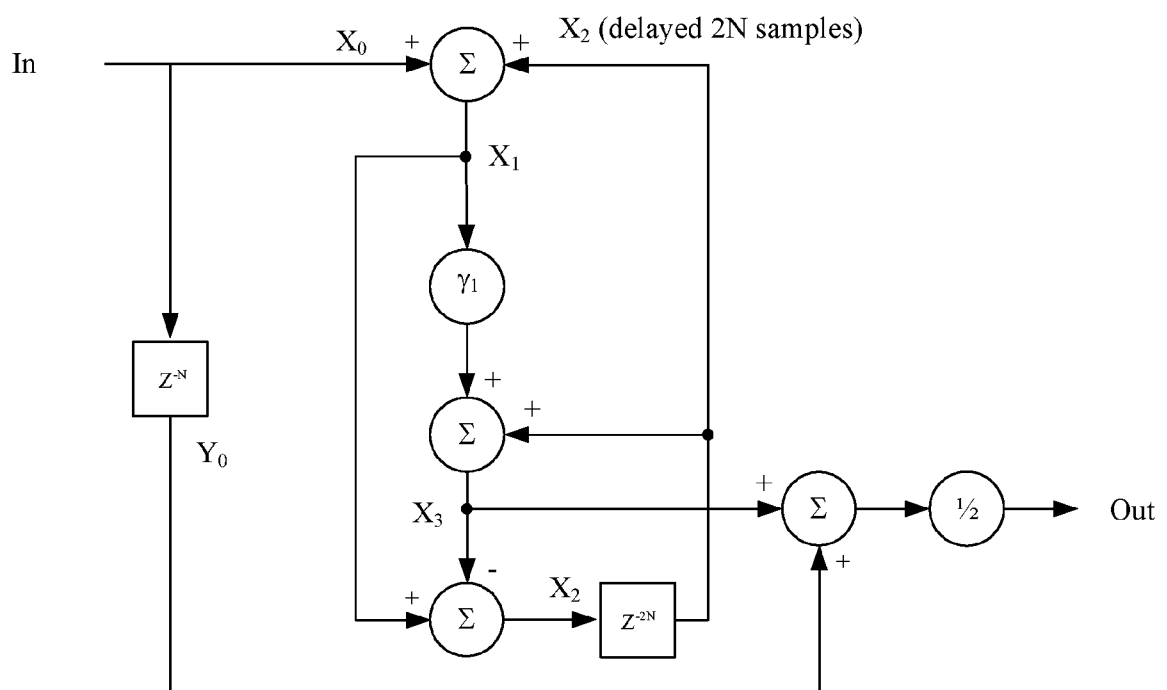 X₂ (delayed 2N samples)
X₀ + Σ +
In
X₁
γ₁
Z⁻ᴺ
+
+
Σ
Y₀
+
X₃ Σ ½ Out
+
-
X₂
+ Σ Z⁻²ᴺ